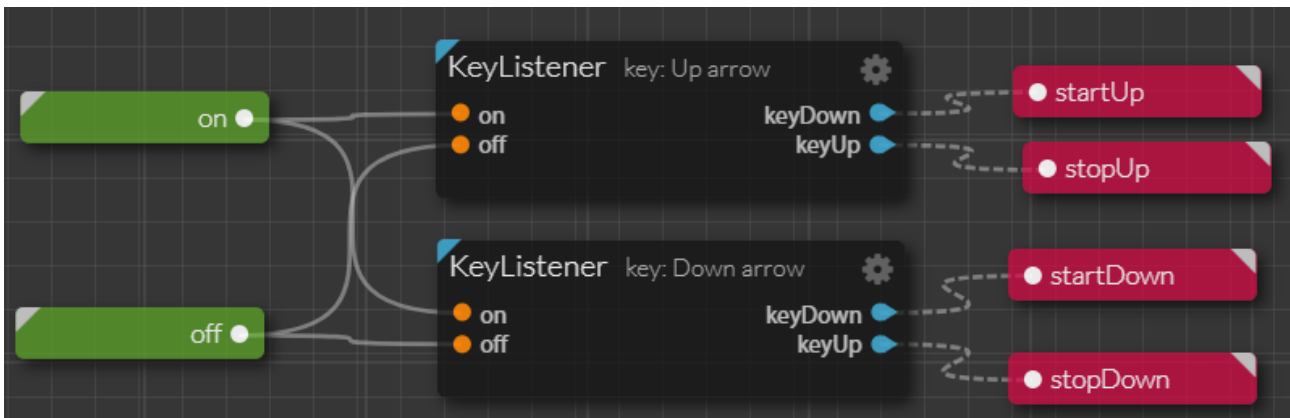 on
off
KeyListener key: Up arrow
on
off
keyDown
keyUp
KeyListener key: Down arrow
on
off
keyDown
keyUp
startUp
stopUp
startDown
stopDown